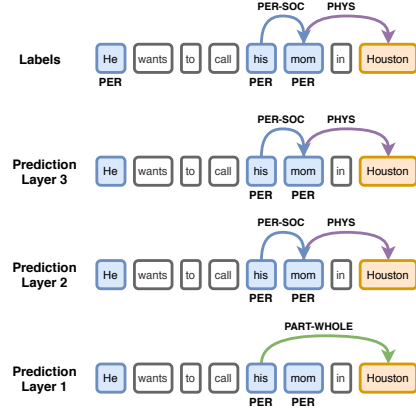 PER-SOC PHYS
Labels He wants to call his mom in Houston
PER PER PER
PER-SOC PHYS
Prediction Layer 3 He wants to call his mom in Houston
PER PER
PER-SOC PHYS
Prediction Layer 2 He wants to call his mom in Houston
PER PER
PART-WHOLE
Prediction Layer 1 He wants to call his mom in Houston
PER PER